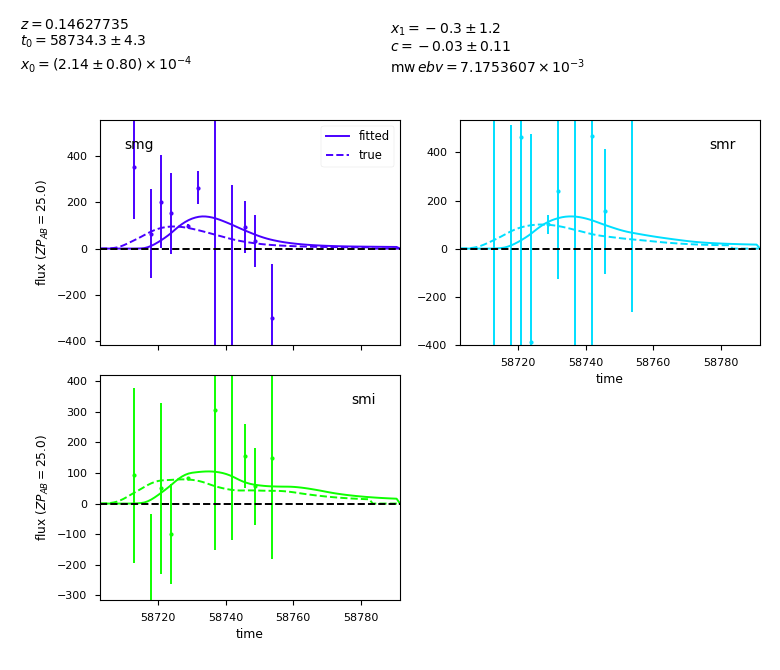 z = 0.14627735
t₀ = 58734.3 ± 4.3
x₀ = (2.14 ± 0.80) × 10⁻⁴
x₁ = −0.3 ± 1.2
c = −0.03 ± 0.11
mw ebv = 7.1753607 × 10⁻³
smg
fitted
true
400
200
0
−200
−400
flux (ZP_AB = 25.0)
smr
400
200
0
−200
−400
58720 58740 58760 58780
time
smi
400
300
200
100
0
−100
−200
−300
flux (ZP_AB = 25.0)
58720 58740 58760 58780
time